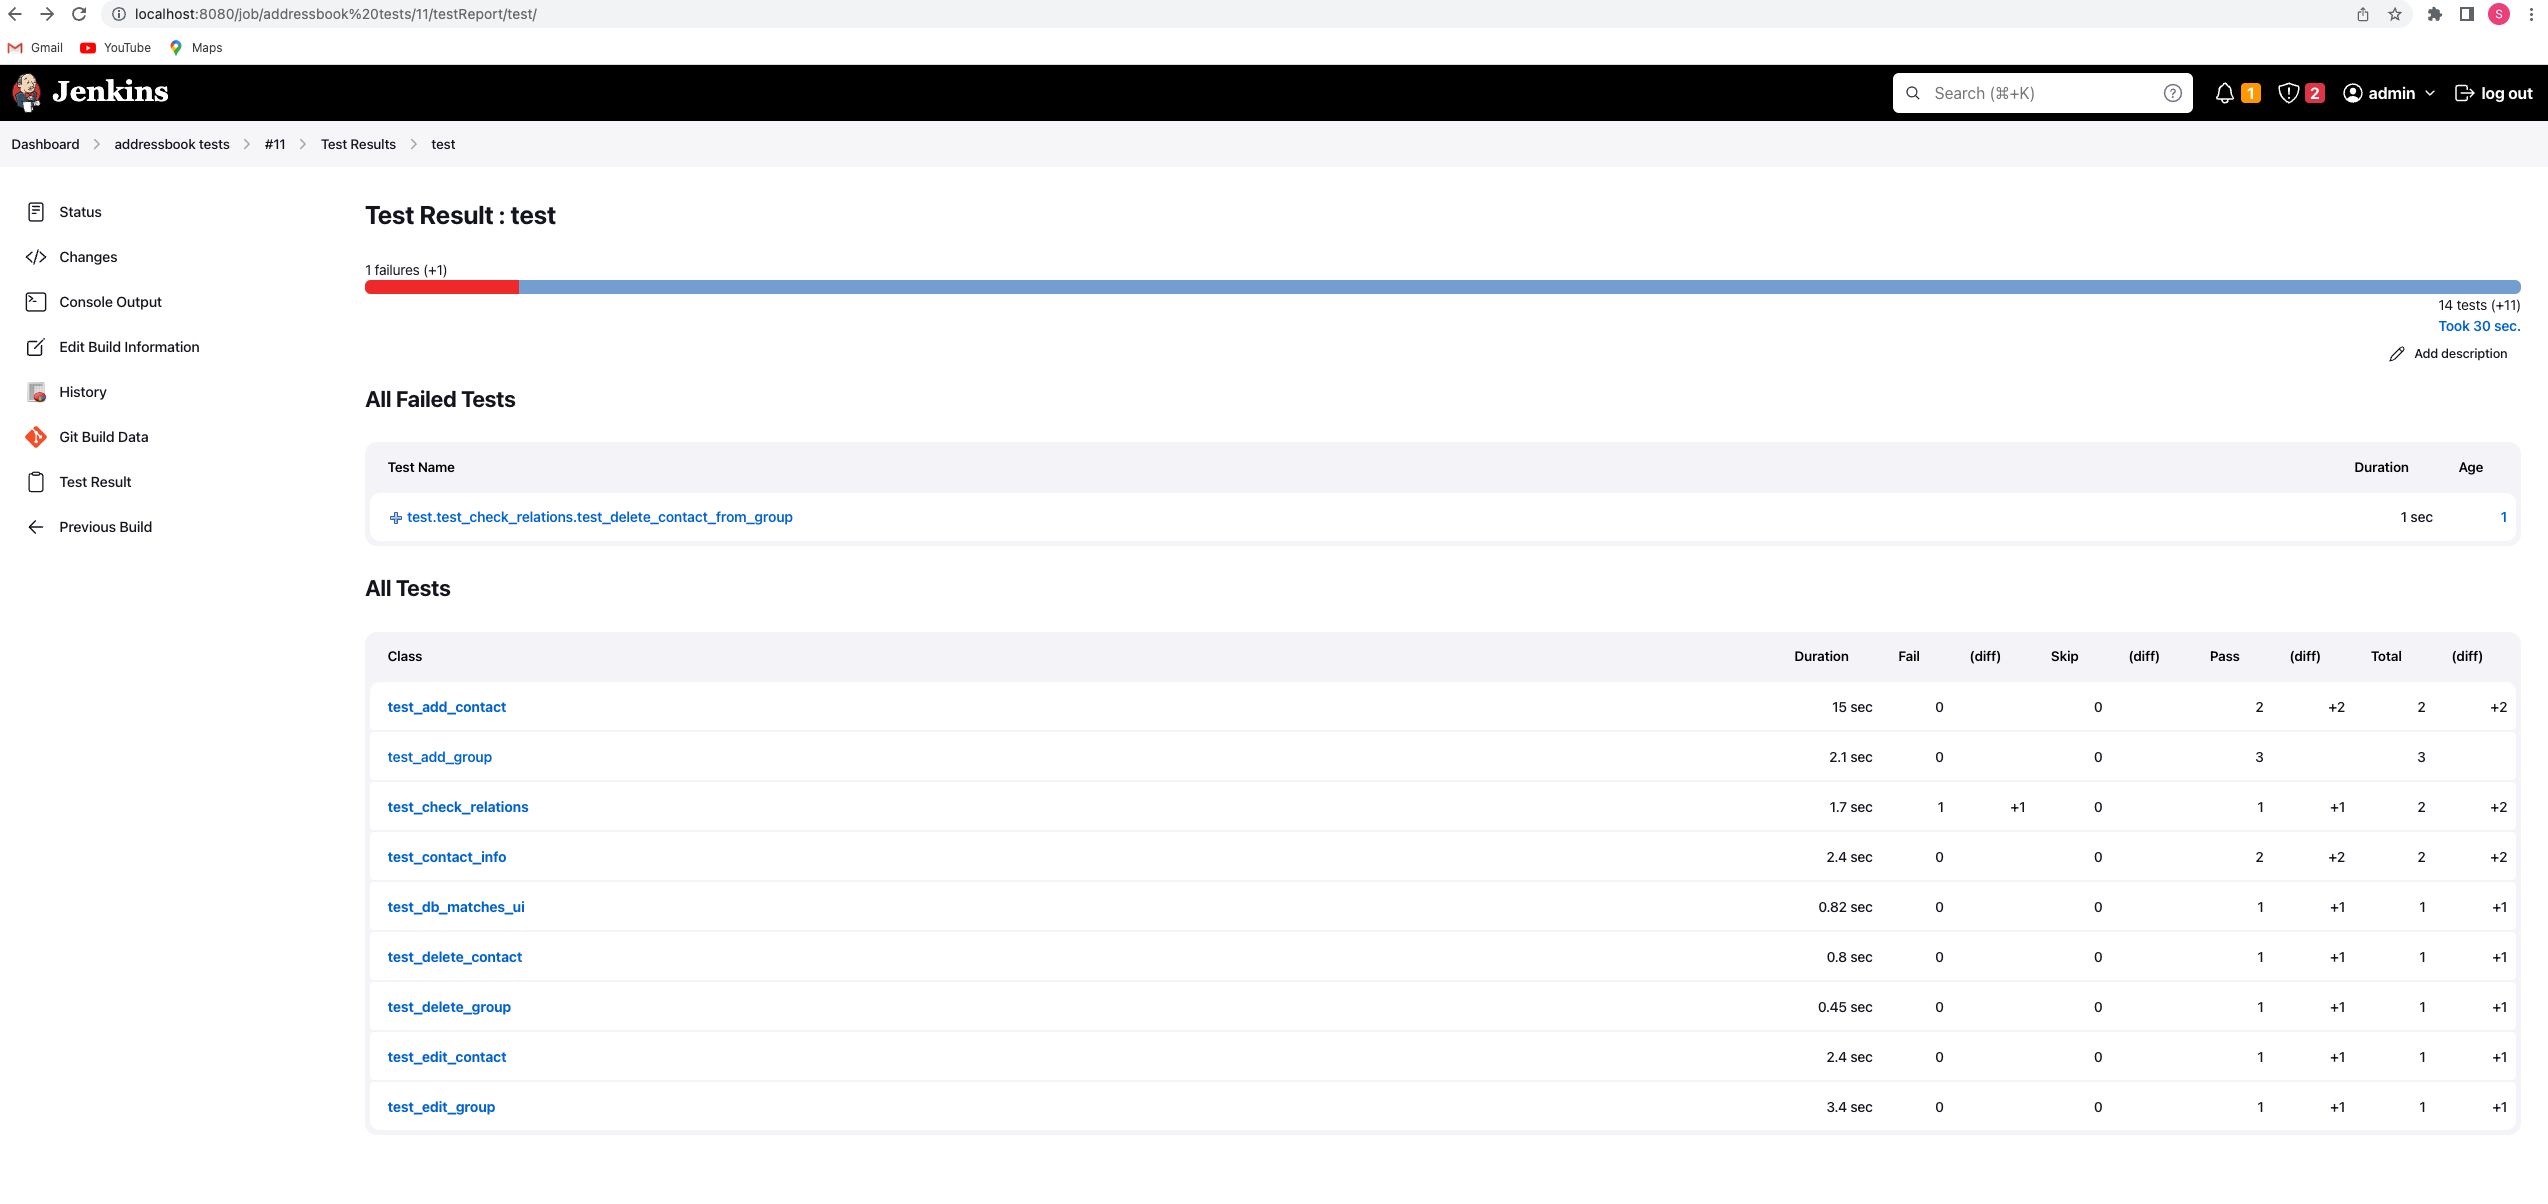 localhost:8080/job/addressbook%20tests/11/testReport/test/
S
Gmail YouTube Maps
Jenkins
Search (⌘+K) ? 1 2 admin log out
Dashboard addressbook tests #11 Test Results test
Status
Changes
Console Output
Edit Build Information
History
Git Build Data
Test Result
Previous Build
Test Result : test
1 failures (+1)
14 tests (+11)
Took 30 sec.
Add description
All Failed Tests
Test Name Duration Age
test.test_check_relations.test_delete_contact_from_group 1 sec 1
All Tests
Class Duration Fail (diff) Skip (diff) Pass (diff) Total (diff)
test_add_contact 15 sec 0 0 2 +2 2 +2
test_add_group 2.1 sec 0 0 3 3
test_check_relations 1.7 sec 1 +1 0 1 +1 2 +2
test_contact_info 2.4 sec 0 0 2 +2 2 +2
test_db_matches_ui 0.82 sec 0 0 1 +1 1 +1
test_delete_contact 0.8 sec 0 0 1 +1 1 +1
test_delete_group 0.45 sec 0 0 1 +1 1 +1
test_edit_contact 2.4 sec 0 0 1 +1 1 +1
test_edit_group 3.4 sec 0 0 1 +1 1 +1